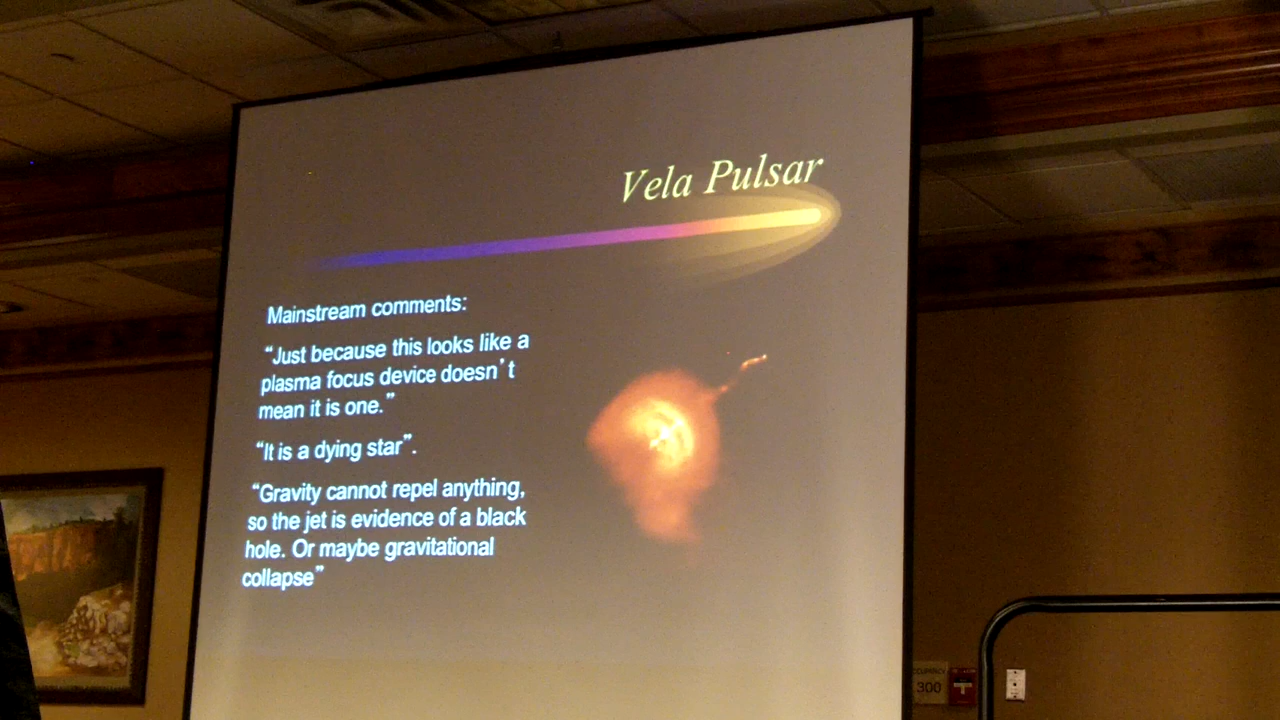 Vela Pulsar
Mainstream comments:
“Just because this looks like a
plasma focus device doesn’t
mean it is one.”
“It is a dying star”.
“Gravity cannot repel anything,
so the jet is evidence of a black
hole. Or maybe gravitational
collapse”
300